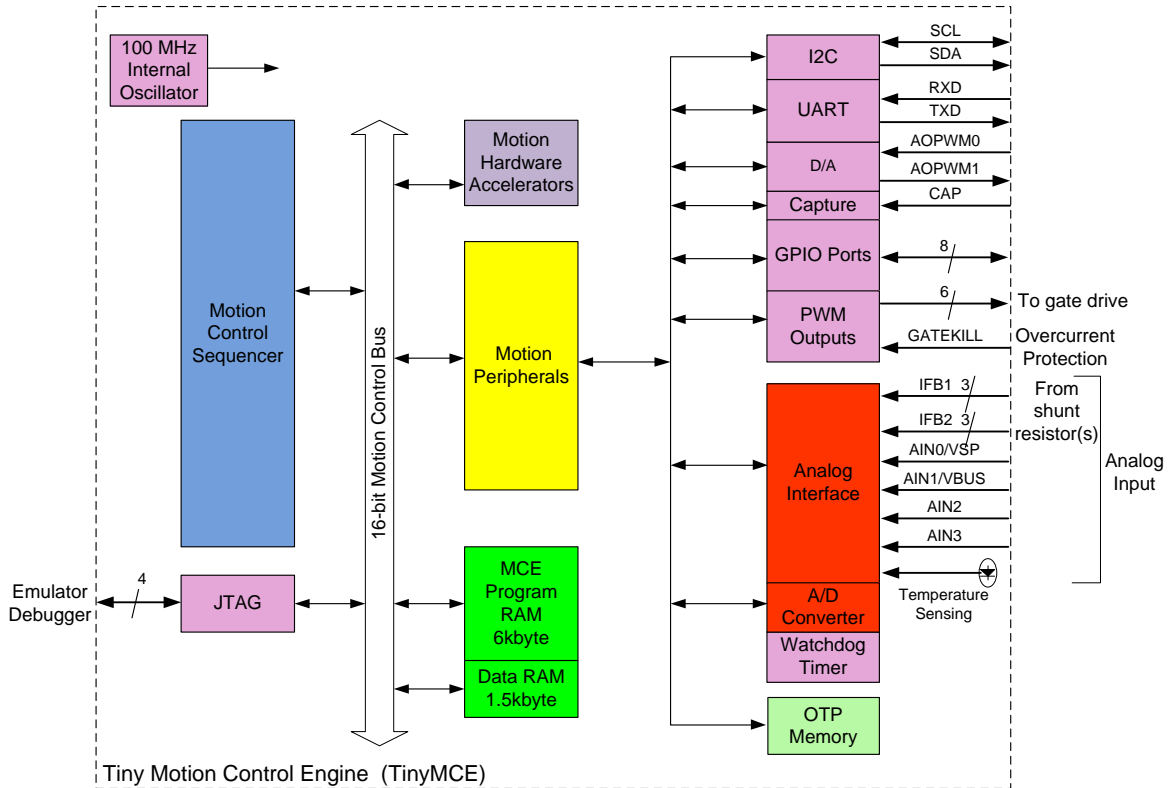 100 MHz
Internal
Oscillator
Motion
Control
Sequencer
JTAG
4
Emulator
Debugger
16-bit Motion Control Bus
Motion
Hardware
Accelerators
Motion
Peripherals
MCE
Program
RAM
6kbyte
Data RAM
1.5kbyte
I2C
UART
D/A
Capture
GPIO Ports
PWM
Outputs
Analog
Interface
A/D
Converter
Watchdog
Timer
OTP
Memory
SCL
SDA
RXD
TXD
AOPWM0
AOPWM1
CAP
8
6
To gate drive
GATEKILL
Overcurrent
Protection
IFB1 3
IFB2 3
From
shunt
resistor(s)
AIN0/VSP
AIN1/VBUS
AIN2
AIN3
Temperature
Sensing
Analog
Input
Tiny Motion Control Engine (TinyMCE)